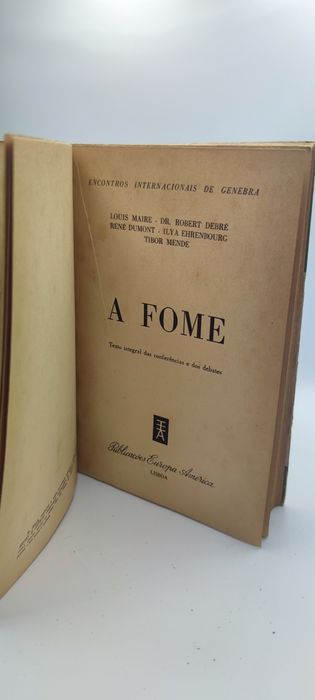 ENCONTROS INTERNACIONAIS DE GENEBRA
LOUIS MAIRE - DR. ROBERT DEBRÉ
RENÉ DUMONT - ILYA EHRENBOURG
TIBOR MENDE
A FOME
Texto integral das conferências e dos debates
Publicações Europa-América
LISBOA